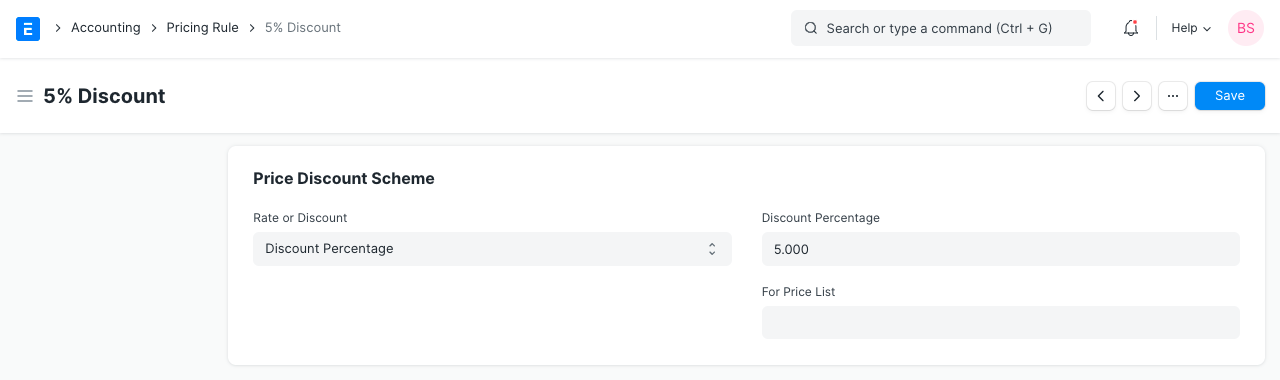 E Accounting Pricing Rule 5% Discount Search or type a command (Ctrl + G) Help BS
5% Discount ··· Save
Price Discount Scheme
Rate or Discount Discount Percentage
Discount Percentage 5.000
For Price List